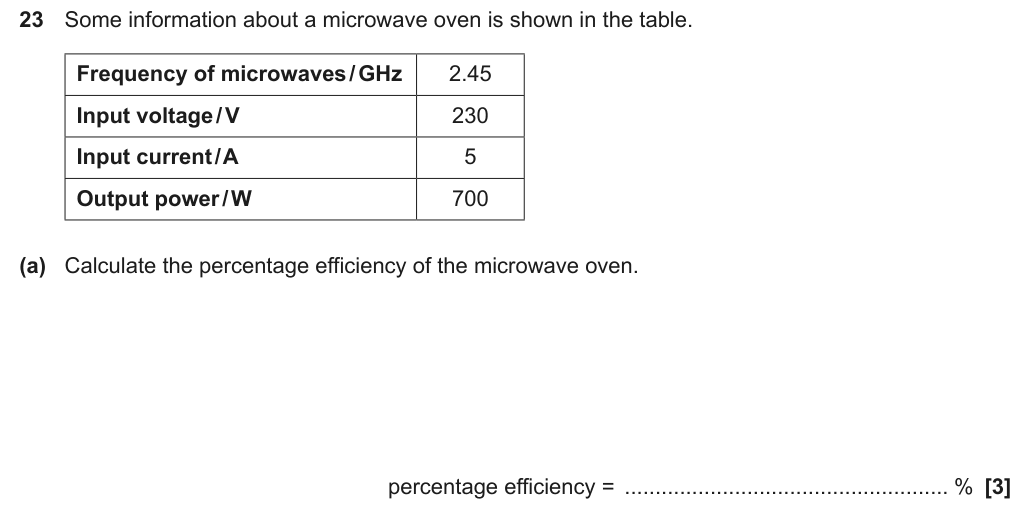 23 Some information about a microwave oven is shown in the table.
Frequency of microwaves/GHz 2.45
Input voltage/V 230
Input current/A 5
Output power/W 700
(a) Calculate the percentage efficiency of the microwave oven.
percentage efficiency = ..................................................... % [3]